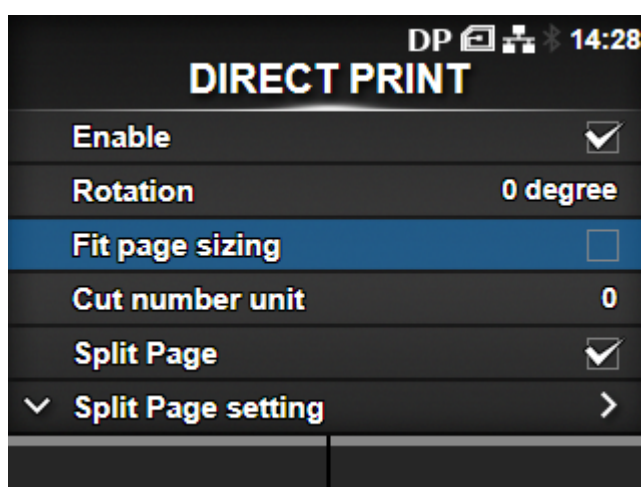 DP 14:28
DIRECT PRINT
Enable
Rotation 0 degree
Fit page sizing
Cut number unit 0
Split Page
Split Page setting